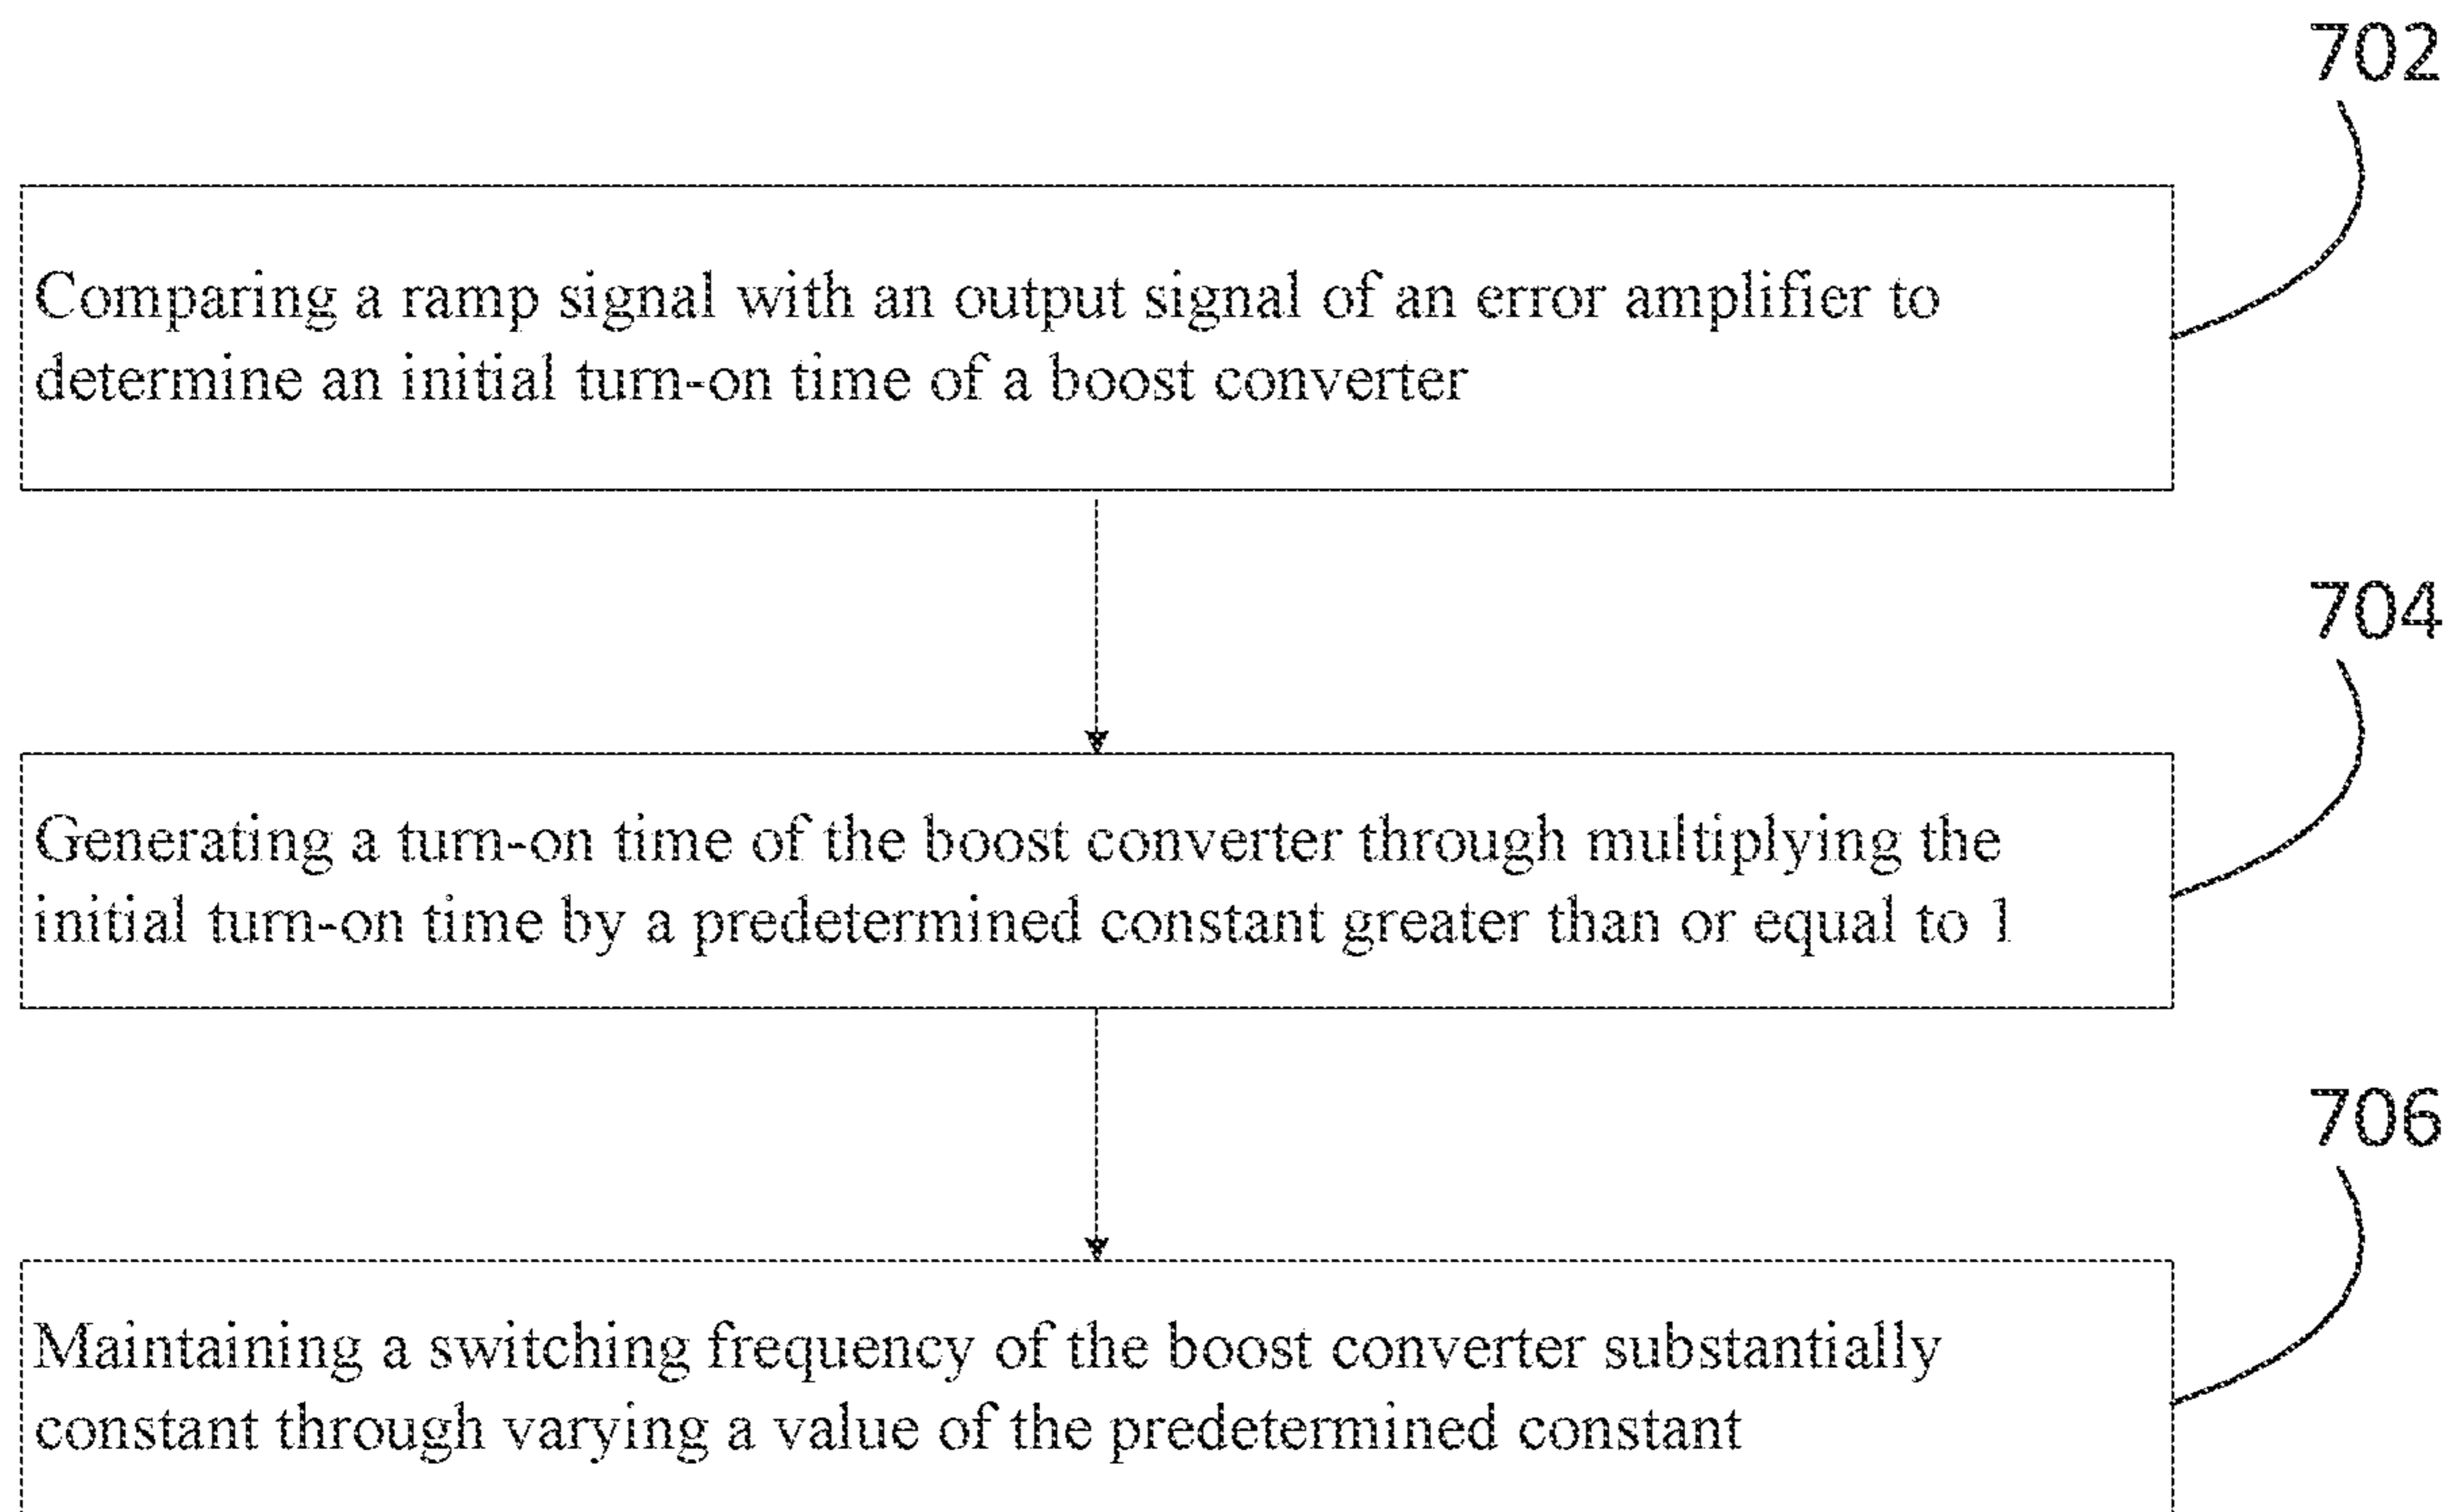 702
Comparing a ramp signal with an output signal of an error amplifier to
determine an initial turn-on time of a boost converter
704
Generating a turn-on time of the boost converter through multiplying the
initial turn-on time by a predetermined constant greater than or equal to 1
706
Maintaining a switching frequency of the boost converter substantially
constant through varying a value of the predetermined constant